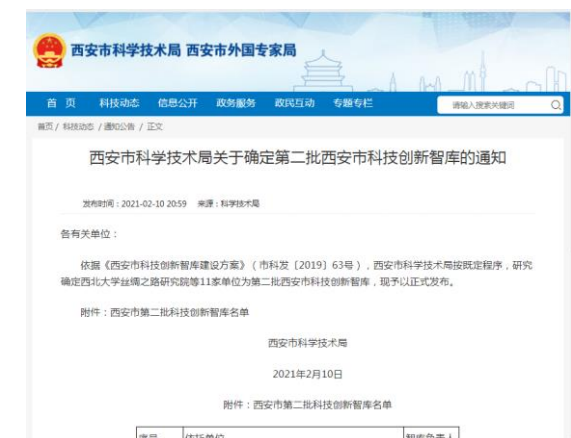 西安市科学技术局 西安市外国专家局
首 页 科技动态 信息公开 政务服务 政民互动 专题专栏 请输入搜索关键词
首页 / 科技动态 / 通知公告 / 正文
西安市科学技术局关于确定第二批西安市科技创新智库的通知
发布时间：2021-02-10 20:59 来源：科学技术局
各有关单位：
依据《西安市科技创新智库建设方案》（市科发〔2019〕63号），西安市科学技术局按既定程序，研究
确定西北大学丝绸之路研究院等11家单位为第二批西安市科技创新智库，现予以正式发布。
附件：西安市第二批科技创新智库名单
西安市科学技术局
2021年2月10日
附件：西安市第二批科技创新智库名单
序号 依托单位 智库负责人